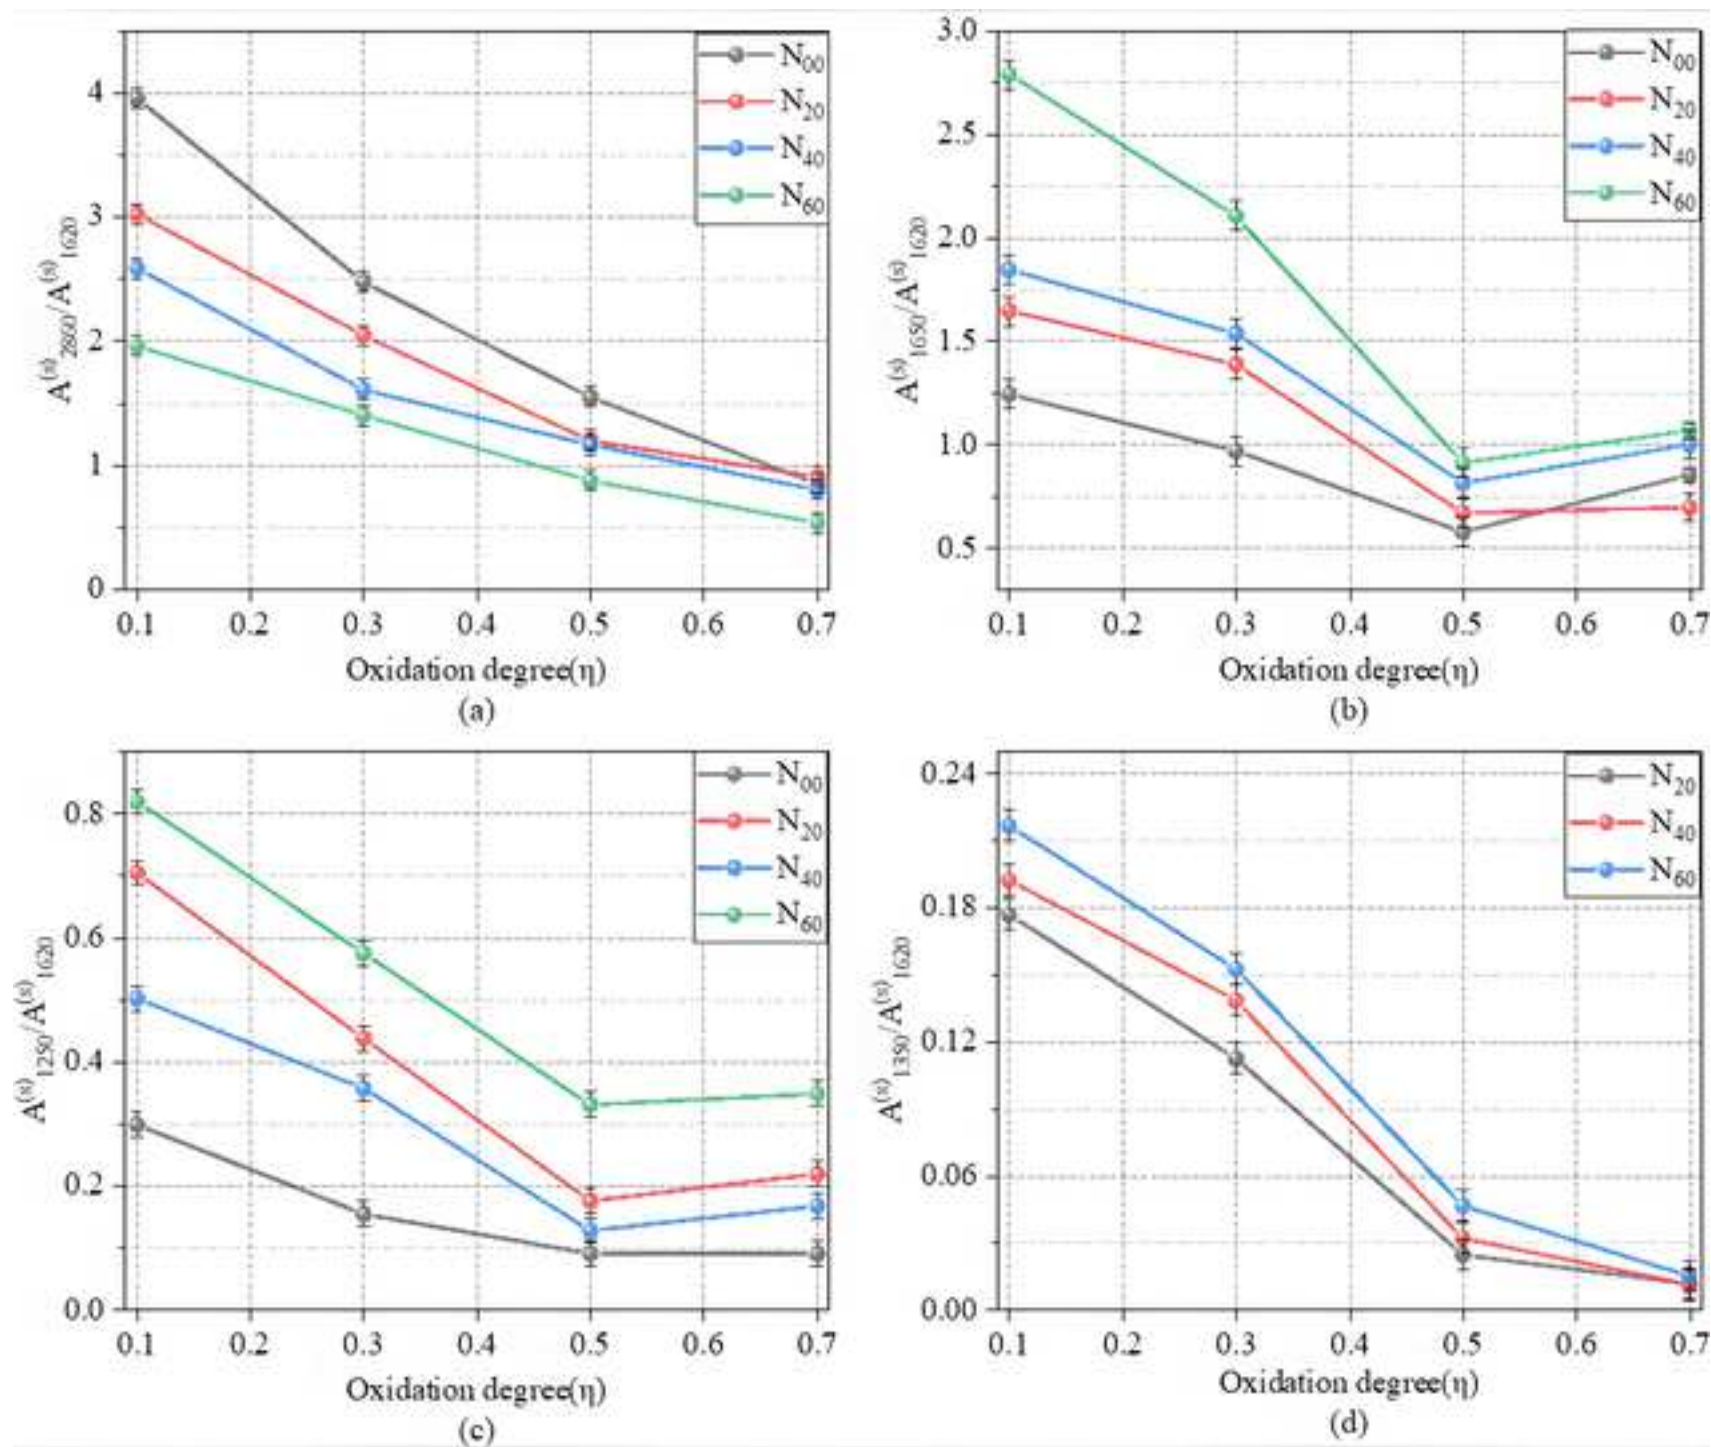 A(s)2860/A(s)1620
4
3
2
1
0
N00
N20
N40
N60
0.1 0.2 0.3 0.4 0.5 0.6 0.7
Oxidation degree(η)
(a)
A(s)1650/A(s)1620
3.0
2.5
2.0
1.5
1.0
0.5
N00
N20
N40
N60
0.1 0.2 0.3 0.4 0.5 0.6 0.7
Oxidation degree(η)
(b)
A(s)1250/A(s)1620
0.8
0.6
0.4
0.2
0.0
N00
N20
N40
N60
0.1 0.2 0.3 0.4 0.5 0.6 0.7
Oxidation degree(η)
(c)
A(s)1350/A(s)1620
0.24
0.18
0.12
0.06
0.00
N20
N40
N60
0.1 0.2 0.3 0.4 0.5 0.6 0.7
Oxidation degree(η)
(d)